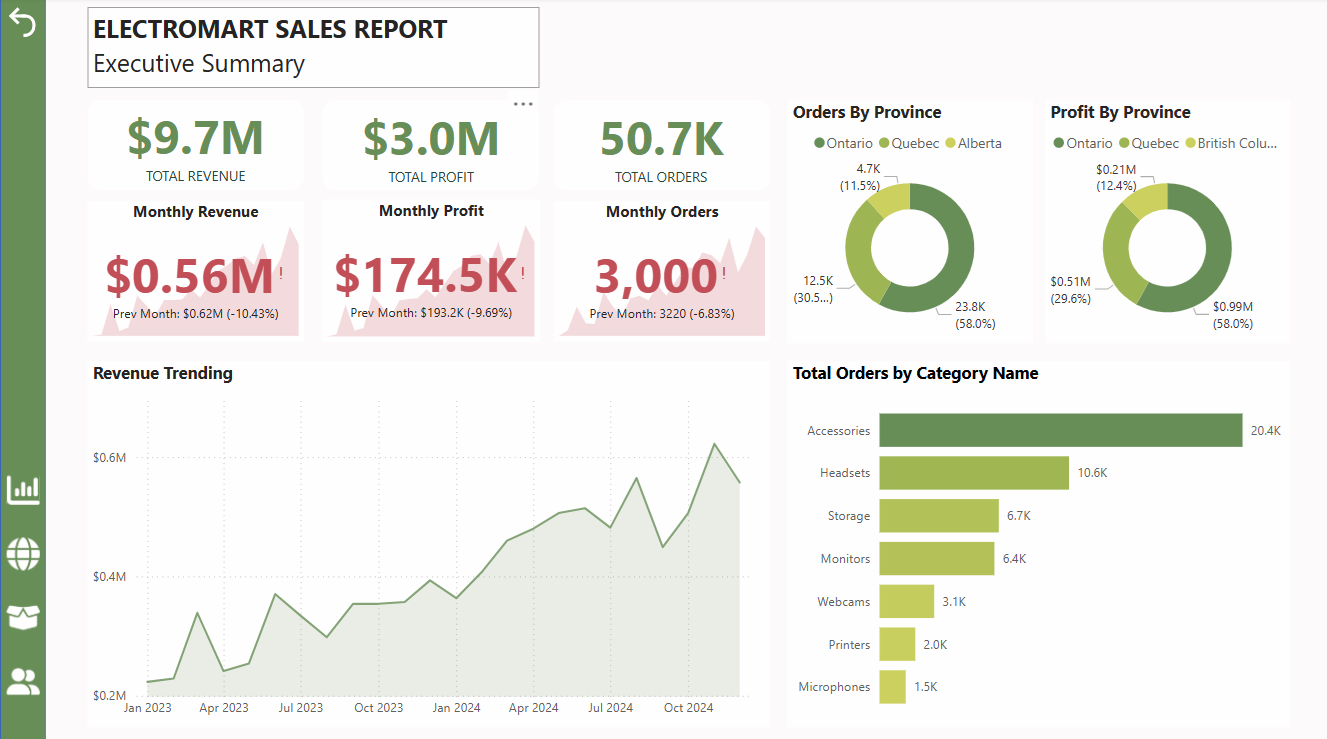 ELECTROMART SALES REPORT
Executive Summary
$9.7M
TOTAL REVENUE
$3.0M
TOTAL PROFIT
50.7K
TOTAL ORDERS
Monthly Revenue
$0.56M!
Prev Month: $0.62M (-10.43%)
Monthly Profit
$174.5K!
Prev Month: $193.2K (-9.69%)
Monthly Orders
3,000!
Prev Month: 3220 (-6.83%)
Orders By Province
Ontario Quebec Alberta
4.7K
(11.5%)
12.5K
(30.5...)
23.8K
(58.0%)
Profit By Province
Ontario Quebec British Colu...
$0.21M
(12.4%)
$0.51M
(29.6%)
$0.99M
(58.0%)
Revenue Trending
$0.6M
$0.4M
$0.2M
Jan 2023 Apr 2023 Jul 2023 Oct 2023 Jan 2024 Apr 2024 Jul 2024 Oct 2024
Total Orders by Category Name
Accessories 20.4K
Headsets 10.6K
Storage 6.7K
Monitors 6.4K
Webcams 3.1K
Printers 2.0K
Microphones 1.5K